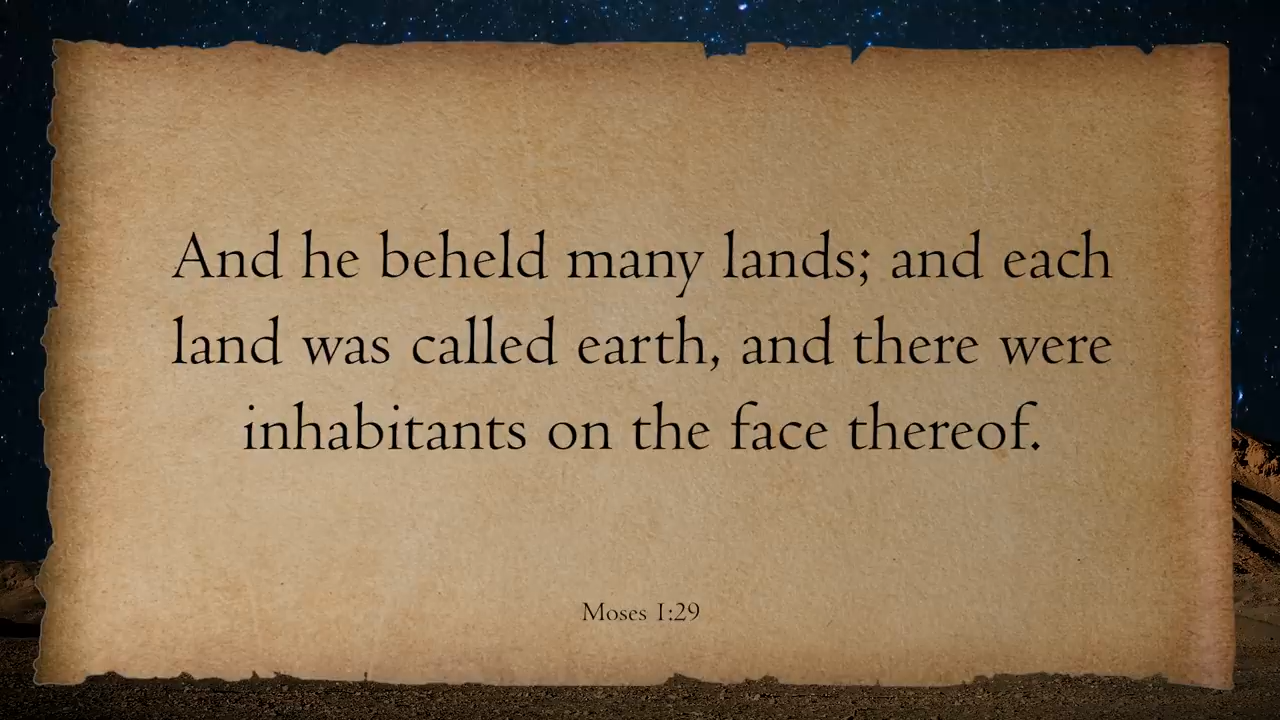 And he beheld many lands; and each
land was called earth, and there were
inhabitants on the face thereof.
Moses 1:29